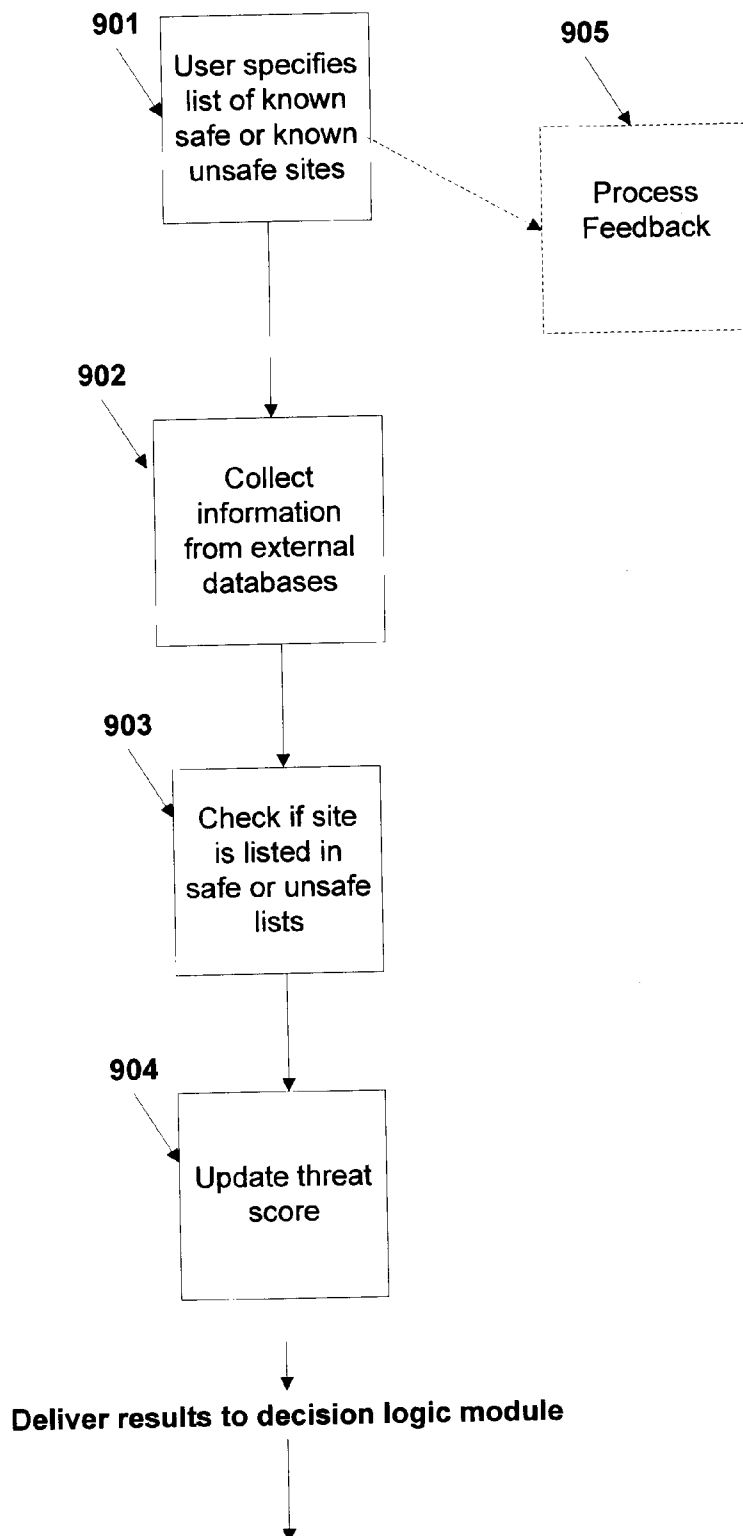 901
User specifies
list of known
safe or known
unsafe sites
905
Process
Feedback
902
Collect
information
from external
databases
903
Check if site
is listed in
safe or unsafe
lists
904
Update threat
score
Deliver results to decision logic module